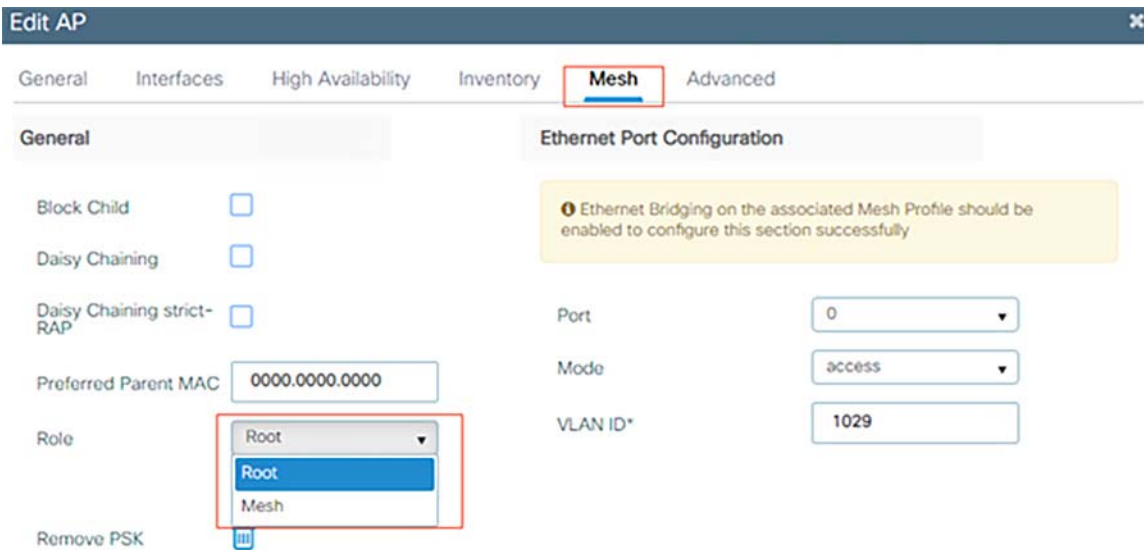 Edit AP
General Interfaces High Availability Inventory Mesh Advanced
General
Block Child
Daisy Chaining
Daisy Chaining strict-
RAP
Preferred Parent MAC 0000.0000.0000
Role Root
Root
Mesh
Remove PSK
Ethernet Port Configuration
Ethernet Bridging on the associated Mesh Profile should be
enabled to configure this section successfully
Port 0
Mode access
VLAN ID* 1029